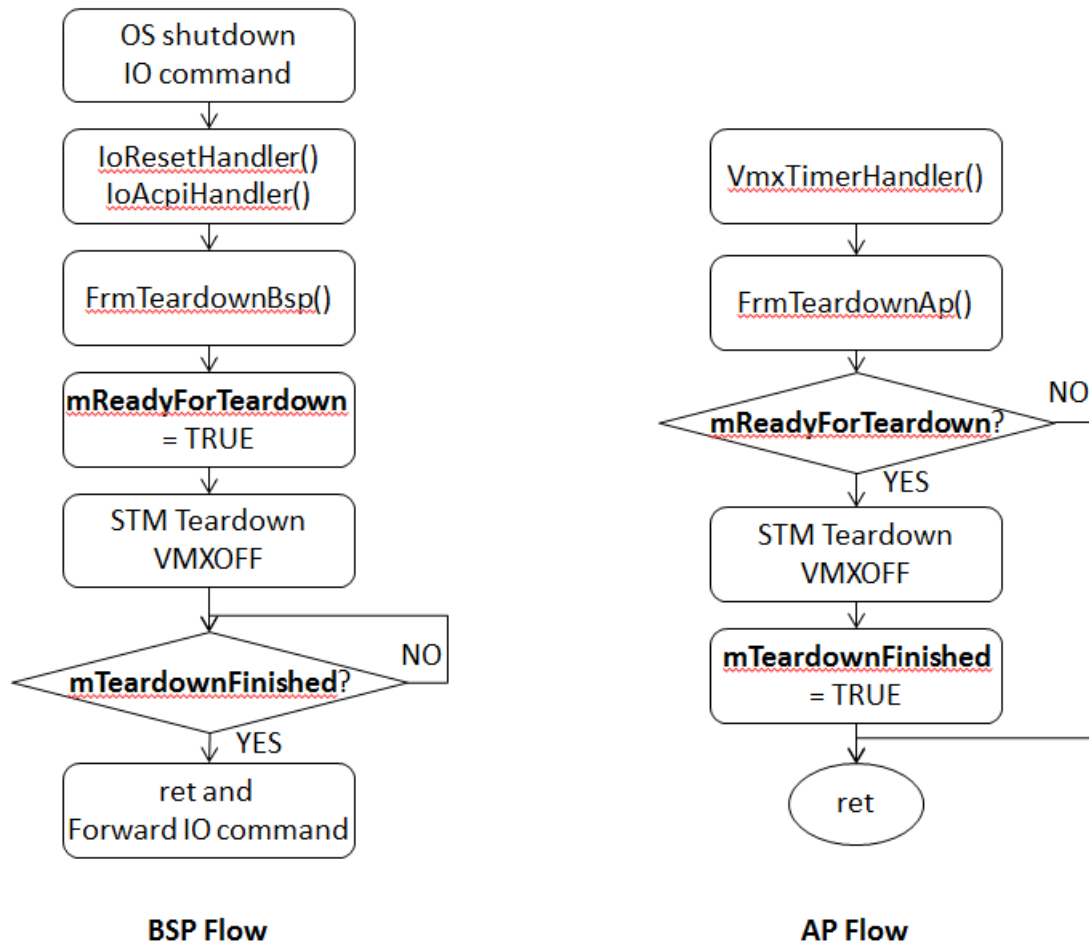 OS shutdown
IO command
IoResetHandler()
IoAcpiHandler()
FrmTeardownBsp()
mReadyForTeardown
= TRUE
STM Teardown
VMXOFF
mTeardownFinished?
NO
YES
ret and
Forward IO command
BSP Flow
VmxTimerHandler()
FrmTeardownAp()
mReadyForTeardown?
NO
YES
STM Teardown
VMXOFF
mTeardownFinished
= TRUE
ret
AP Flow